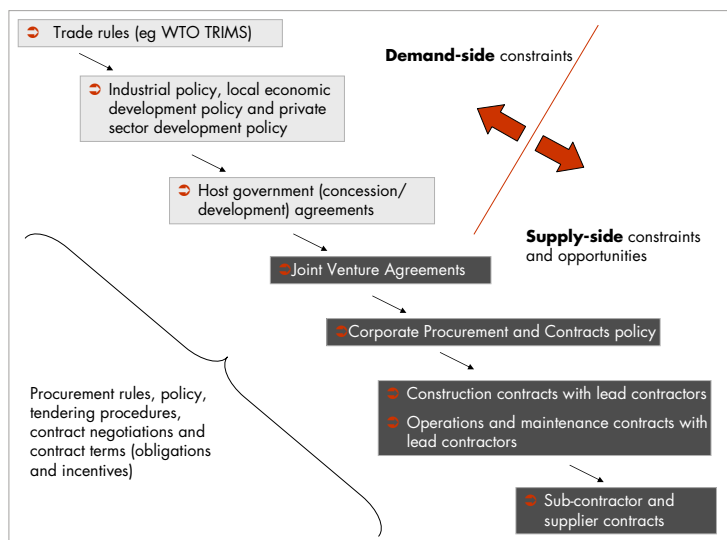 Trade rules (eg WTO TRIMS)
Demand-side constraints
Industrial policy, local economic
development policy and private
sector development policy
Host government (concession/
development) agreements
Supply-side constraints
and opportunities
Joint Venture Agreements
Corporate Procurement and Contracts policy
Construction contracts with lead contractors
Operations and maintenance contracts with
lead contractors
Procurement rules, policy,
tendering procedures,
contract negotiations and
contract terms (obligations
and incentives)
Sub-contractor and
supplier contracts